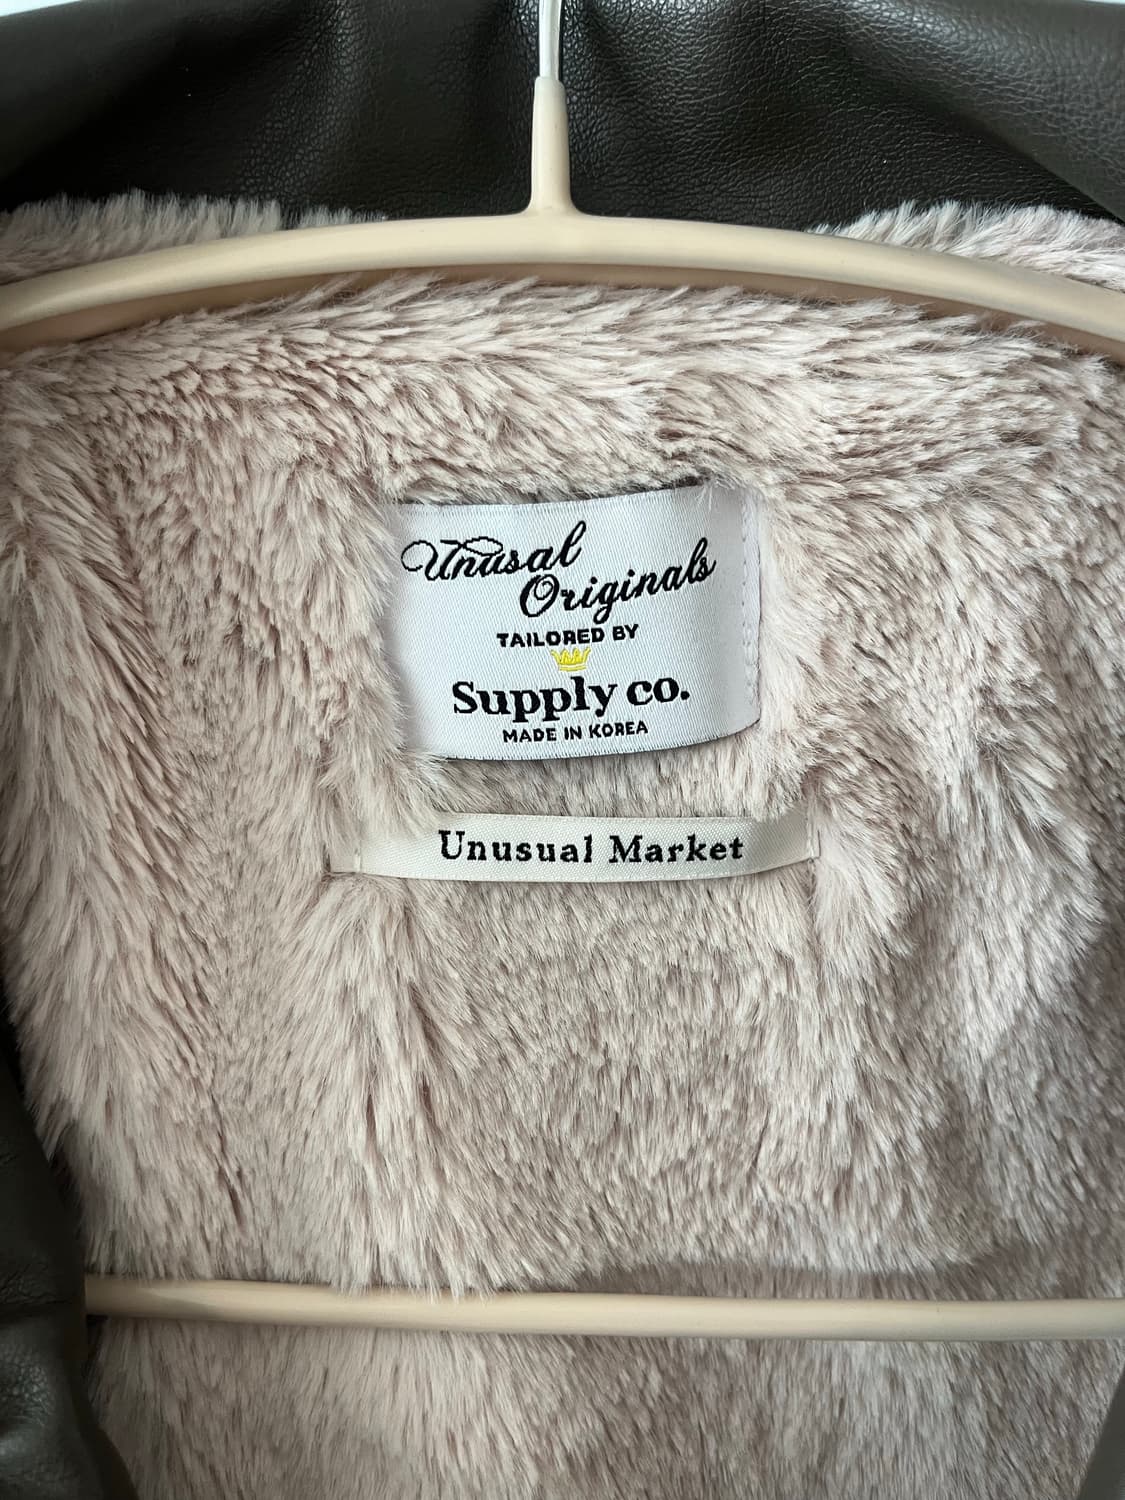 Unusal
Originals
TAILORED BY
Supply co.
MADE IN KOREA
Unusual Market